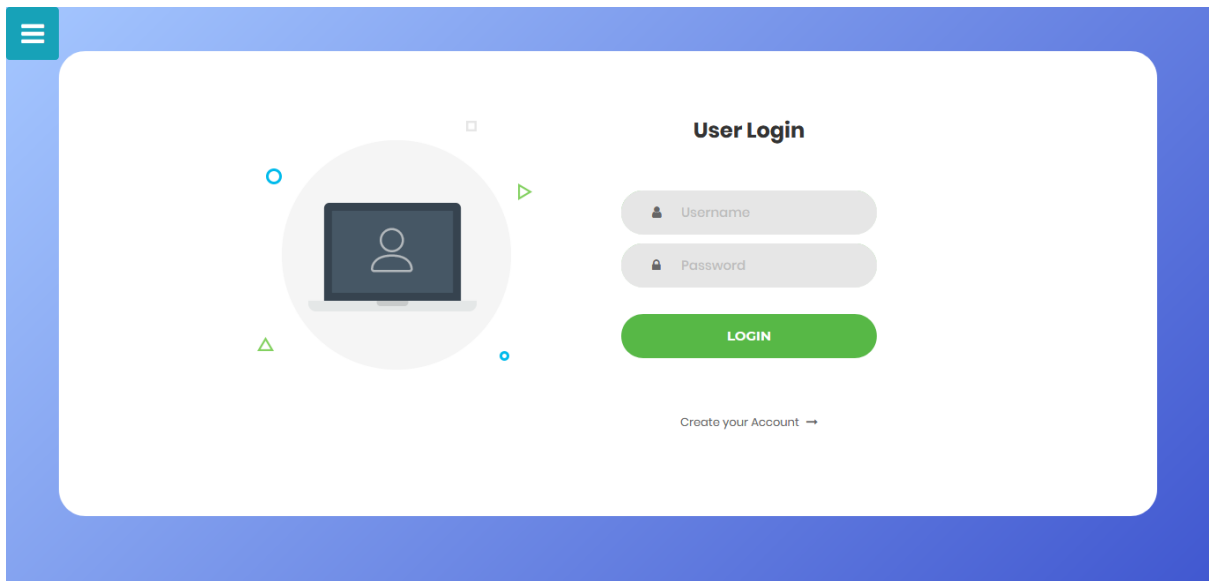 User Login
Username
Password
LOGIN
Create your Account →